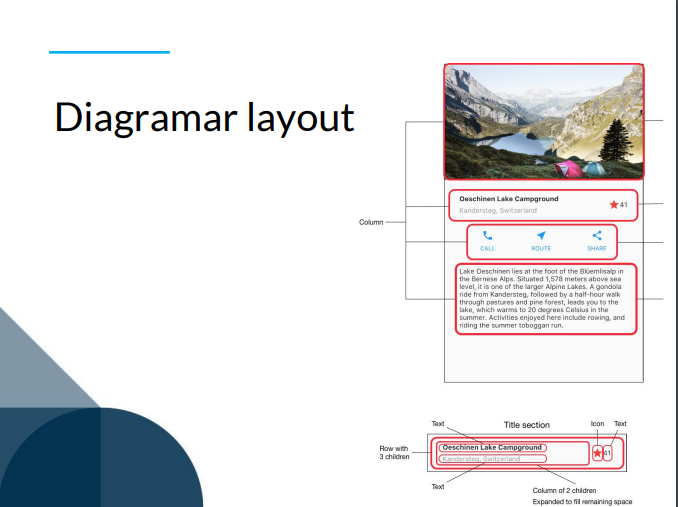 Diagramar layout
Column
Oeschinen Lake Campground
Kandersteg, Switzerland
41
CALL
ROUTE
SHARE
Lake Oeschinen lies at the foot of the Blüemlisalp in
the Bernese Alps. Situated 1,578 meters above sea
level, it is one of the larger Alpine Lakes. A gondola
ride from Kandersteg, followed by a half-hour walk
through pastures and pine forest, leads you to the
lake, which warms to 20 degrees Celsius in the
summer. Activities enjoyed here include rowing, and
riding the summer toboggan run.
Text
Title section
Icon
Text
Row with
3 children
Oeschinen Lake Campground
Kandersteg, Switzerland
41
Text
Column of 2 children
Expanded to fill remaining space